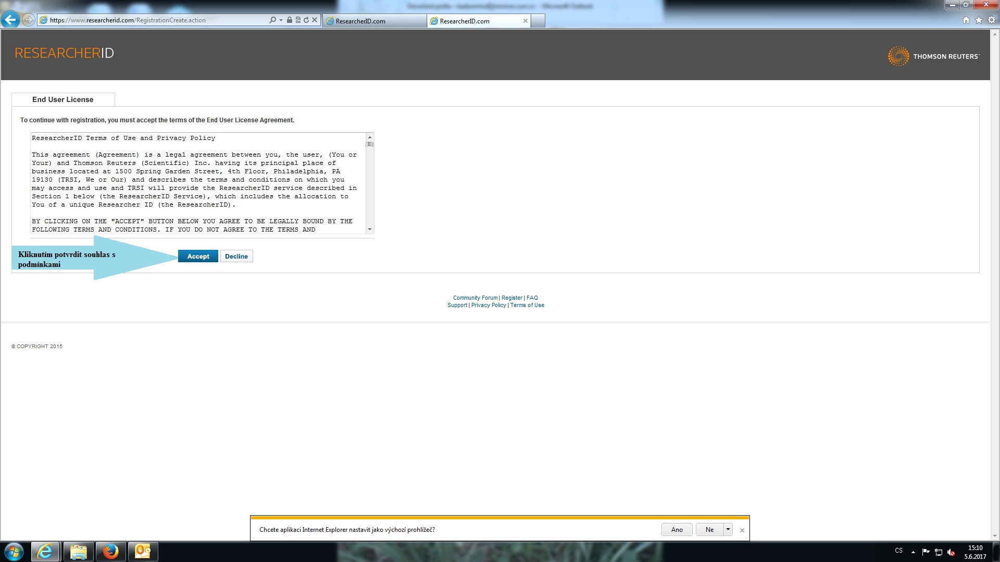 https://www.researcherid.com/RegistrationCreate.action
ResearcherID.com
ResearcherID.com
RESEARCHERID
THOMSON REUTERS™
End User License
To continue with registration, you must accept the terms of the End User License Agreement.
ResearcherID Terms of Use and Privacy Policy
This agreement (Agreement) is a legal agreement between you, the user, (You or
Your) and Thomson Reuters (Scientific) Inc. having its principal place of
business located at 1500 Spring Garden Street, 4th Floor, Philadelphia, PA
19130 (TRSI, We or Our) and describes the terms and conditions on which you
may access and use and TRSI will provide the ResearcherID service described in
Section 1 below (the ResearcherID Service), which includes the allocation to
You of a unique Researcher ID (the ResearcherID).
BY CLICKING ON THE "ACCEPT" BUTTON BELOW YOU AGREE TO BE LEGALLY BOUND BY THE
FOLLOWING TERMS AND CONDITIONS. IF YOU DO NOT AGREE TO THE TERMS AND
Kliknutím potvrdit souhlas s
podmínkami
Accept
Decline
Community Forum | Register | FAQ
Support | Privacy Policy | Terms of Use
© COPYRIGHT 2015
Chcete aplikaci Internet Explorer nastavit jako výchozí prohlížeč?
Ano
Ne
CS
15:10
5.6.2017